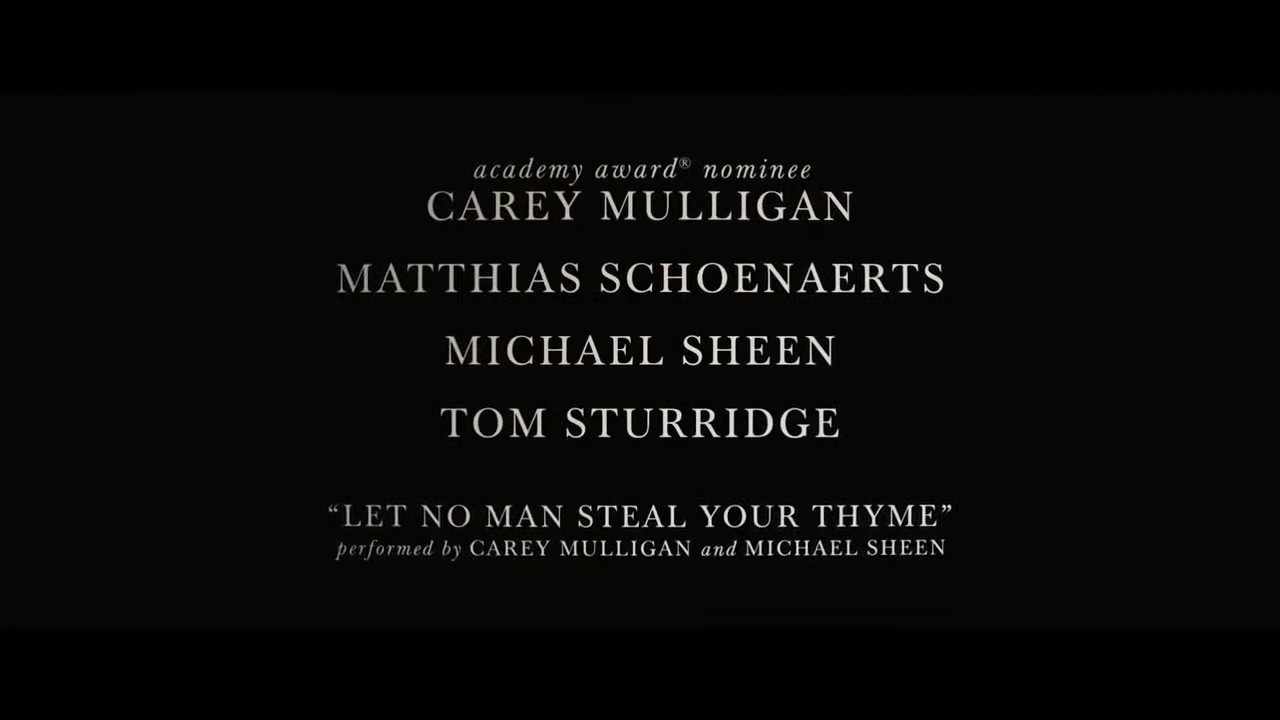 academy award® nominee
CAREY MULLIGAN
MATTHIAS SCHOENAERTS
MICHAEL SHEEN
TOM STURRIDGE
“LET NO MAN STEAL YOUR THYME”
performed by CAREY MULLIGAN and MICHAEL SHEEN